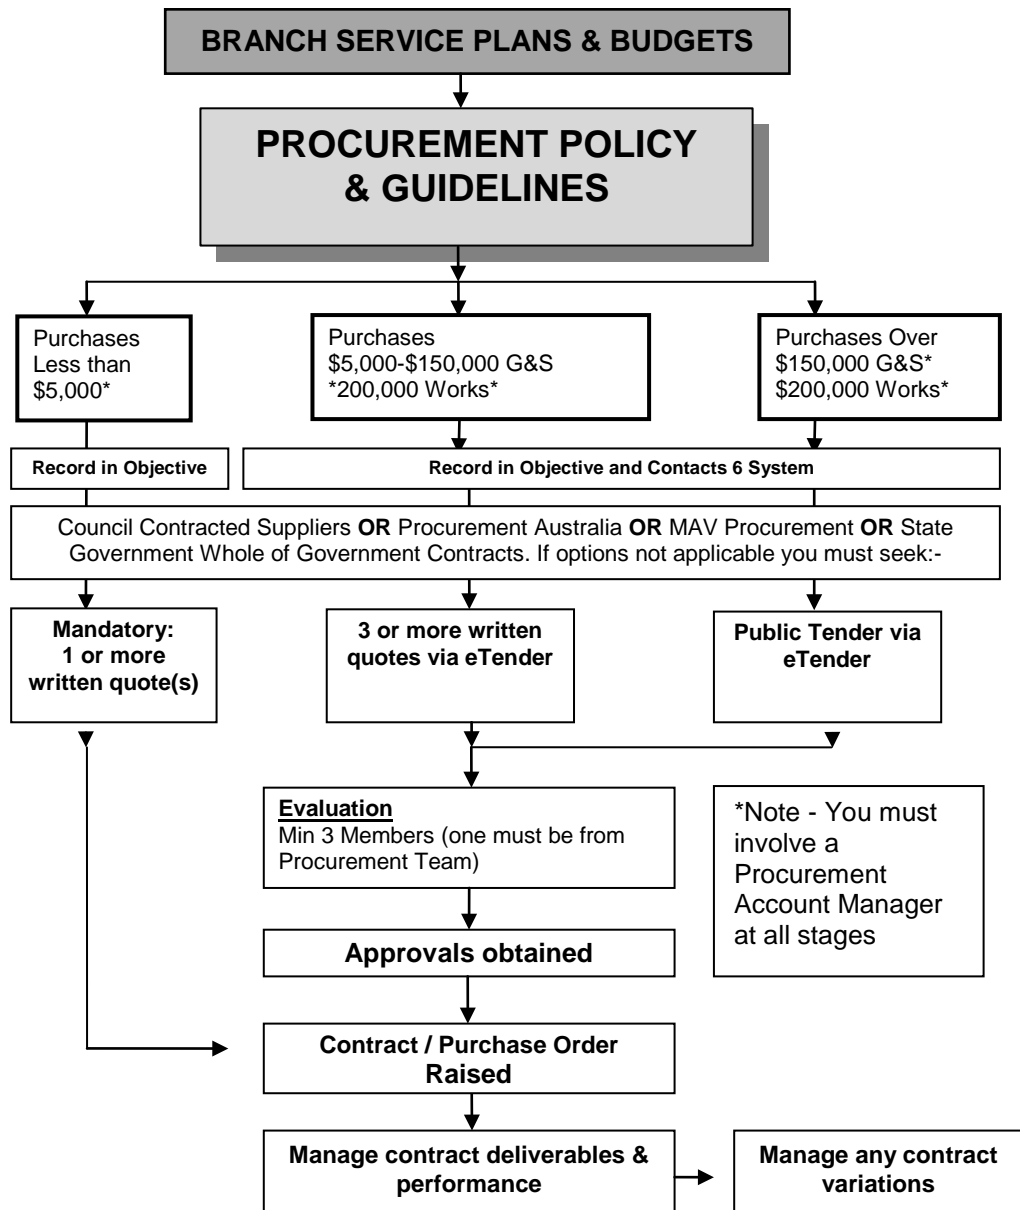 BRANCH SERVICE PLANS & BUDGETS
PROCUREMENT POLICY
& GUIDELINES
Purchases
Less than
$5,000*
Purchases
$5,000-$150,000 G&S
*200,000 Works*
Purchases Over
$150,000 G&S*
$200,000 Works*
Record in Objective
Record in Objective and Contacts 6 System
Council Contracted Suppliers OR Procurement Australia OR MAV Procurement OR State
Government Whole of Government Contracts. If options not applicable you must seek:-
Mandatory:
1 or more
written quote(s)
3 or more written
quotes via eTender
Public Tender via
eTender
Evaluation
Min 3 Members (one must be from
Procurement Team)
*Note - You must
involve a
Procurement
Account Manager
at all stages
Approvals obtained
Contract / Purchase Order
Raised
Manage contract deliverables &
performance
Manage any contract
variations